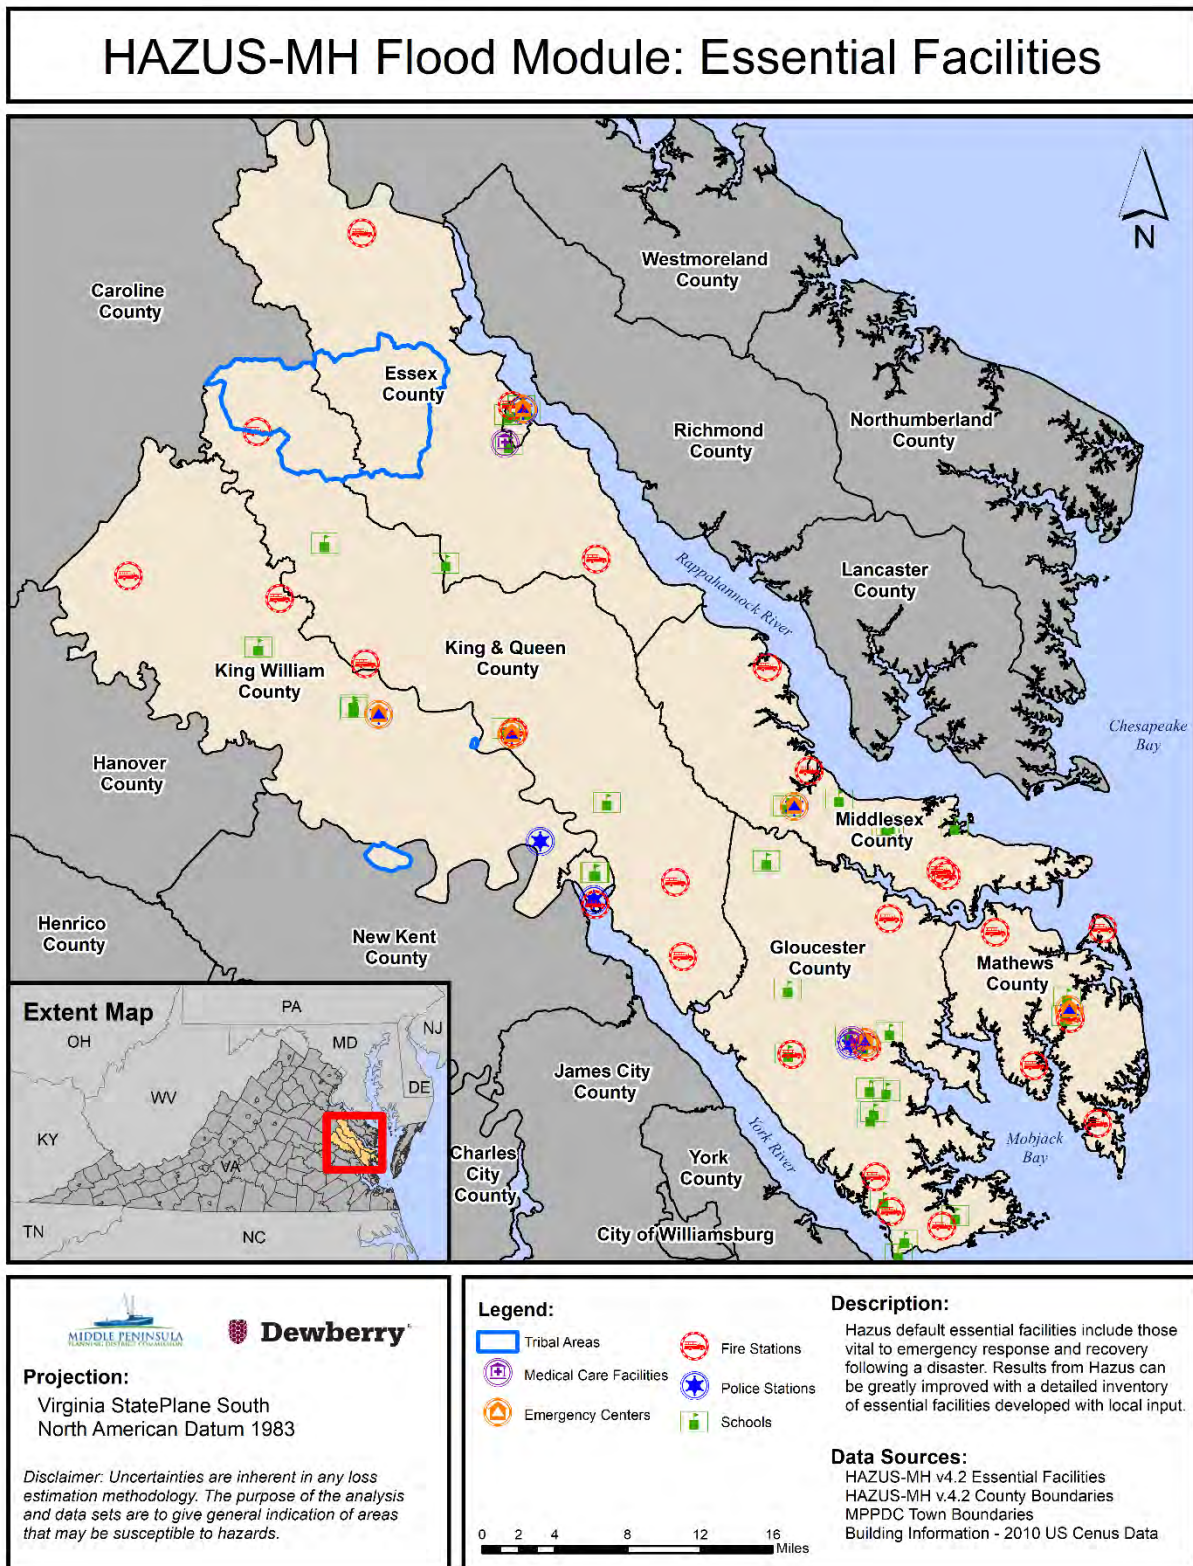 HAZUS-MH Flood Module: Essential Facilities
N
Westmoreland
County
Caroline
County
Essex
County
Northumberland
County
Richmond
County
Rappahannock River
Lancaster
County
King & Queen
County
King William
County
Chesapeake
Bay
Hanover
County
Middlesex
County
Henrico
County
New Kent
County
Gloucester
County
Mathews
County
James City
County
York River
Mobjack
Bay
Charles
City
County
York
County
City of Williamsburg
Extent Map
PA
OH
MD
NJ
DE
WV
KY
VA
TN
NC
MIDDLE PENINSULA
PLANNING DISTRICT COMMISSION
Dewberry
Projection:
Virginia StatePlane South
North American Datum 1983
Disclaimer: Uncertainties are inherent in any loss
estimation methodology. The purpose of the analysis
and data sets are to give general indication of areas
that may be susceptible to hazards.
Legend:
Tribal Areas
Medical Care Facilities
Emergency Centers
Fire Stations
Police Stations
Schools
0 2 4 8 12 16
Miles
Description:
Hazus default essential facilities include those
vital to emergency response and recovery
following a disaster. Results from Hazus can
be greatly improved with a detailed inventory
of essential facilities developed with local input.
Data Sources:
HAZUS-MH v4.2 Essential Facilities
HAZUS-MH v.4.2 County Boundaries
MPPDC Town Boundaries
Building Information - 2010 US Cenus Data